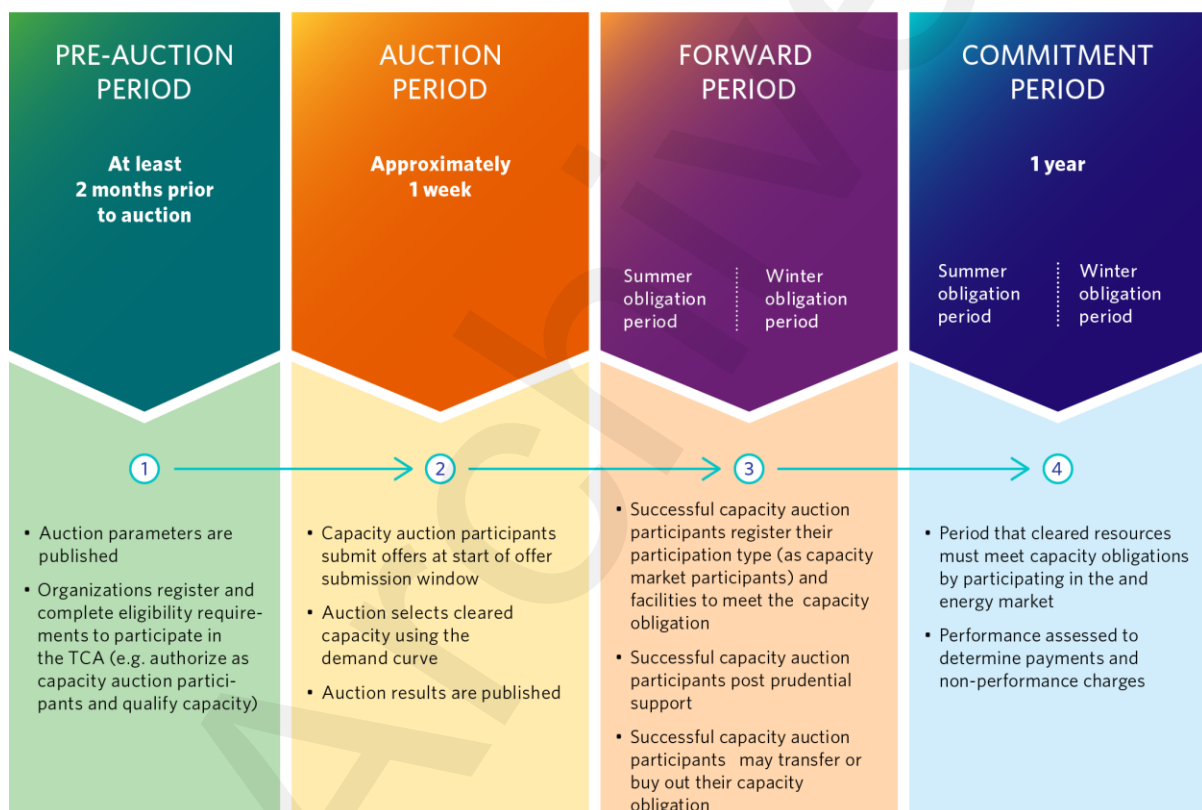 PRE-AUCTION
PERIOD
At least
2 months prior
to auction
AUCTION
PERIOD
Approximately
1 week
FORWARD
PERIOD
Summer
obligation
period
Winter
obligation
period
COMMITMENT
PERIOD
1 year
Summer
obligation
period
Winter
obligation
period
1
• Auction parameters are
published
• Organizations register and
complete eligibility require-
ments to participate in
the TCA (e.g. authorize as
capacity auction partici-
pants and qualify capacity)
2
• Capacity auction participants
submit offers at start of offer
submission window
• Auction selects cleared
capacity using the
demand curve
• Auction results are published
3
• Successful capacity auction
participants register their
participation type (as capacity
market participants) and
facilities to meet the capacity
obligation
• Successful capacity auction
participants post prudential
support
• Successful capacity auction
participants may transfer or
buy out their capacity
obligation
4
• Period that cleared resources
must meet capacity obligations
by participating in the and
energy market
• Performance assessed to
determine payments and
non-performance charges
Archive